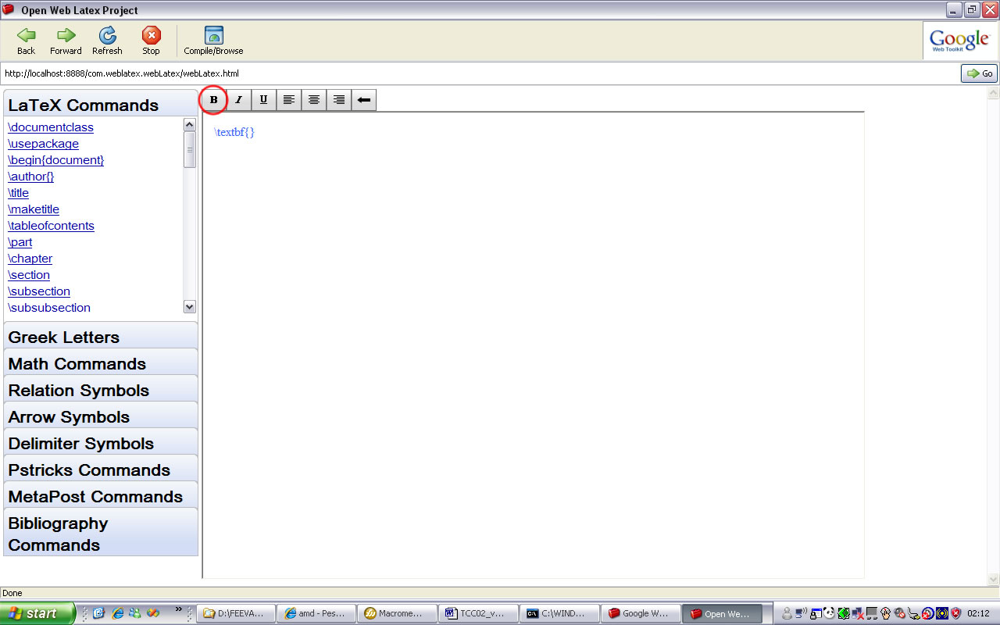 Open Web Latex Project
Back Forward Refresh Stop Compile/Browse
Google
Web Toolkit
http://localhost:8888/com.weblatex.webLatex/webLatex.html
Go
LaTeX Commands
B I U
\documentclass
\usepackage
\begin{document}
\author{}
\title
\maketitle
\tableofcontents
\part
\chapter
\section
\subsection
\subsubsection
\textbf{}
Greek Letters
Math Commands
Relation Symbols
Arrow Symbols
Delimiter Symbols
Pstricks Commands
MetaPost Commands
Bibliography
Commands
Done
start
D:\FEEVA...
amd - Pes...
Macrome...
TCC02_v...
C:\WIND...
Google W...
Open We...
02:12